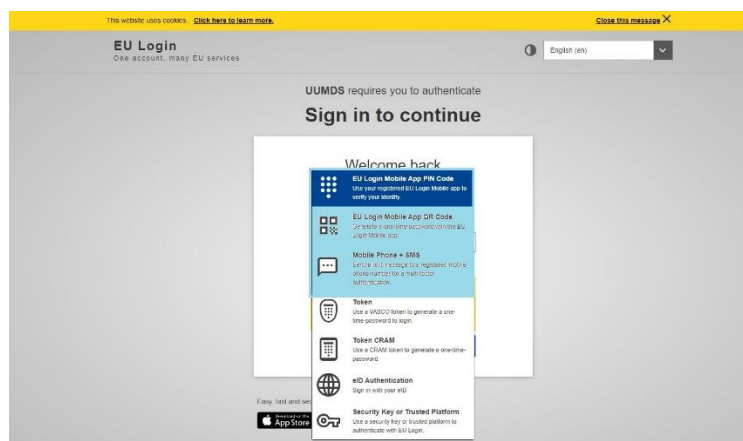 This website uses cookies. Click here to learn more.
Close this message X
EU Login
One account, many EU services
English (en)
UUMDS requires you to authenticate
Sign in to continue
Welcome back
EU Login Mobile App PIN Code
Use your registered EU Login Mobile app to
verify your identity.
EU Login Mobile App QR Code
Generate a one-time-password with the EU
Login Mobile app.
Mobile Phone + SMS
Send a text message to a registered mobile
phone number for a multi-factor
authentication.
Token
Use a VASCO token to generate a one-
time-password to login.
Token CRAM
Use a CRAM token to generate a one-time-
password.
eID Authentication
Sign in with your eID
Security Key or Trusted Platform
Use a security key or trusted platform to
authenticate with EU Login.
Easy, fast and
Download on the
App Store